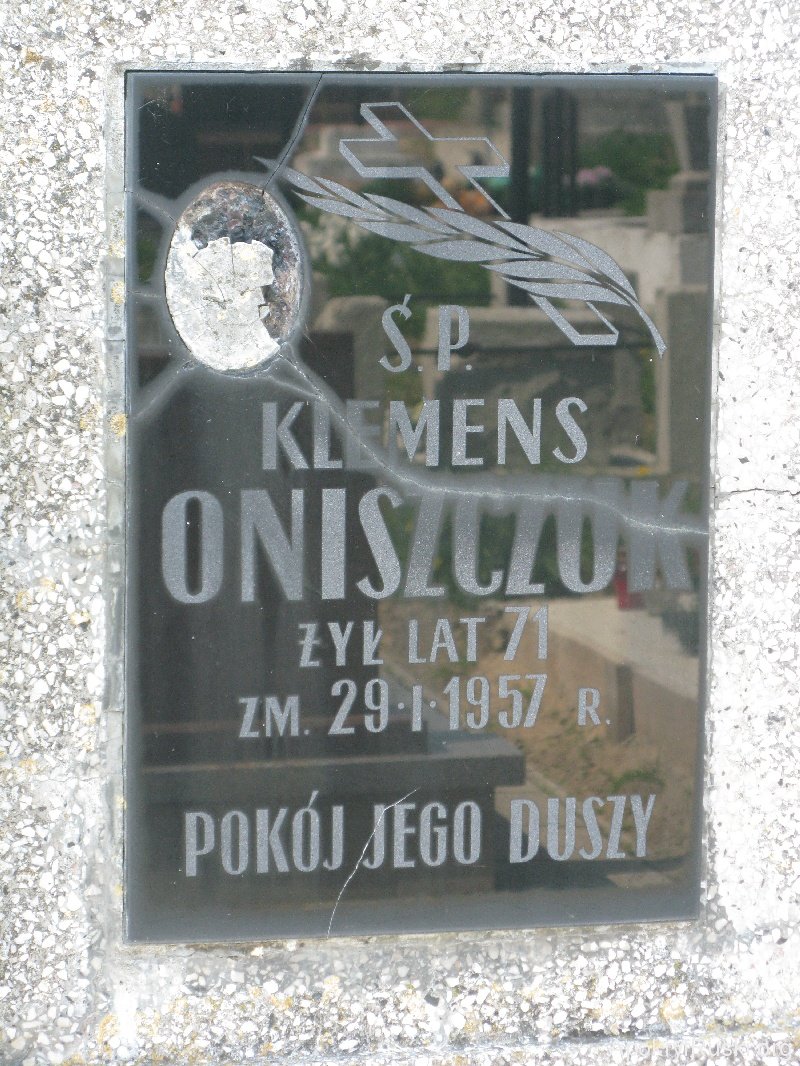 Ś.P.
KLEMENS
ONISZCZUK
ŻYŁ LAT 71
ZM. 29·I·1957 R.
POKÓJ JEGO DUSZY